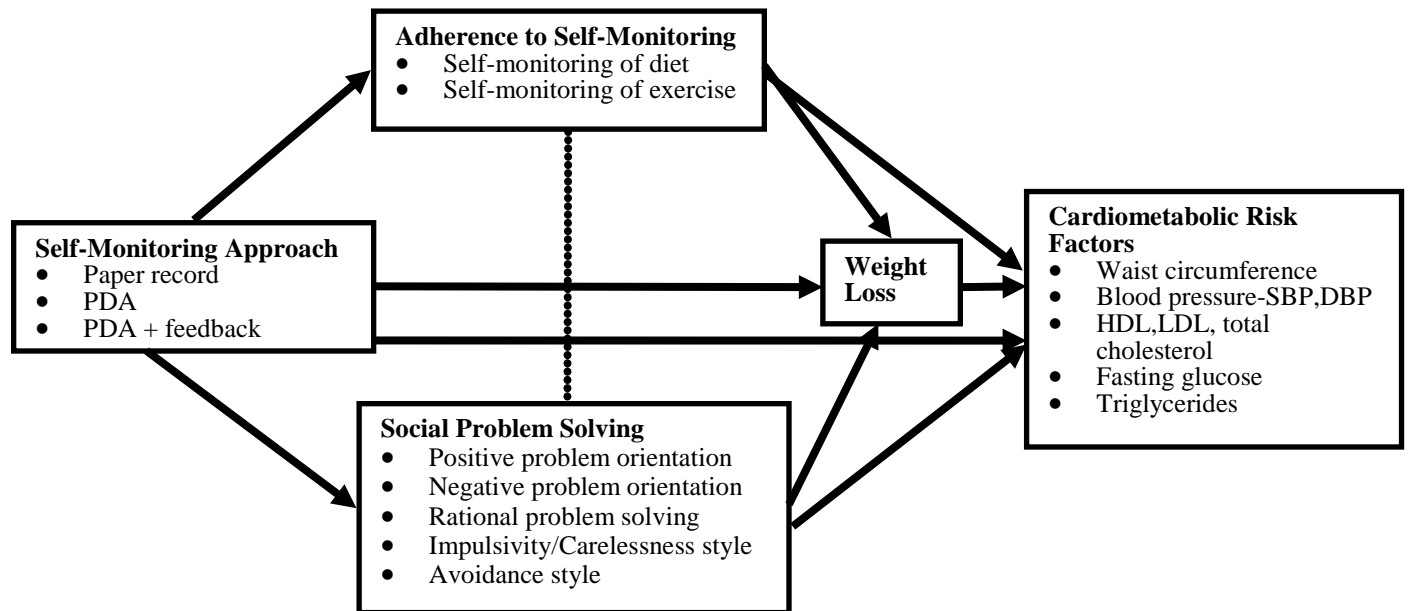 Adherence to Self-Monitoring
● Self-monitoring of diet
● Self-monitoring of exercise
Self-Monitoring Approach
● Paper record
● PDA
● PDA + feedback
Weight
Loss
Cardiometabolic Risk
Factors
● Waist circumference
● Blood pressure-SBP,DBP
● HDL,LDL, total
cholesterol
● Fasting glucose
● Triglycerides
Social Problem Solving
● Positive problem orientation
● Negative problem orientation
● Rational problem solving
● Impulsivity/Carelessness style
● Avoidance style